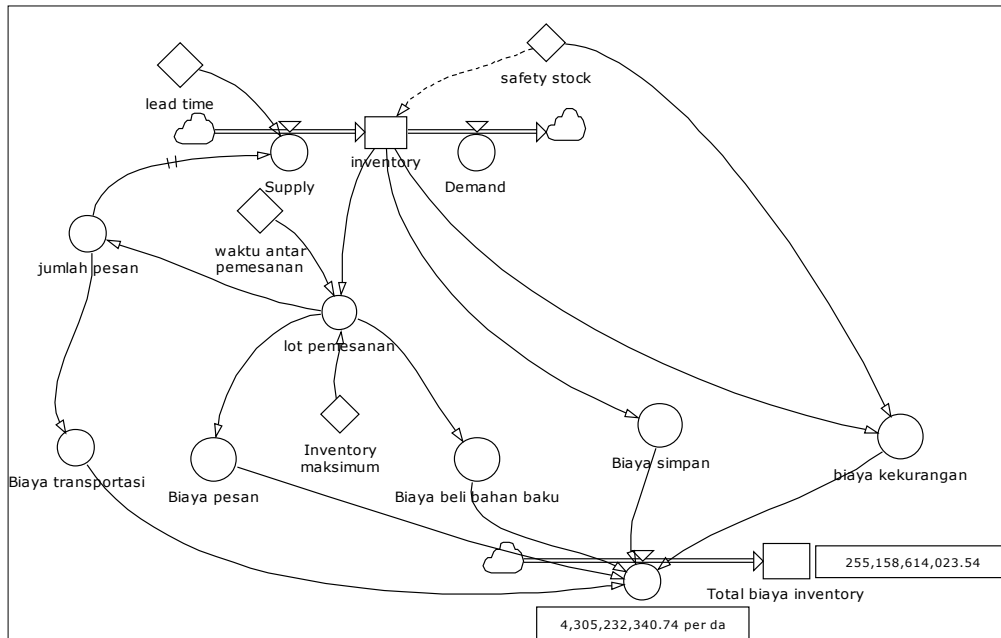 safety stock
lead time
inventory
Supply
Demand
waktu antar
pemesanan
jumlah pesan
lot pemesanan
Inventory
maksimum
Biaya simpan
biaya kekurangan
Biaya transportasi
Biaya pesan
Biaya beli bahan baku
255,158,614,023.54
Total biaya inventory
4,305,232,340.74 per da